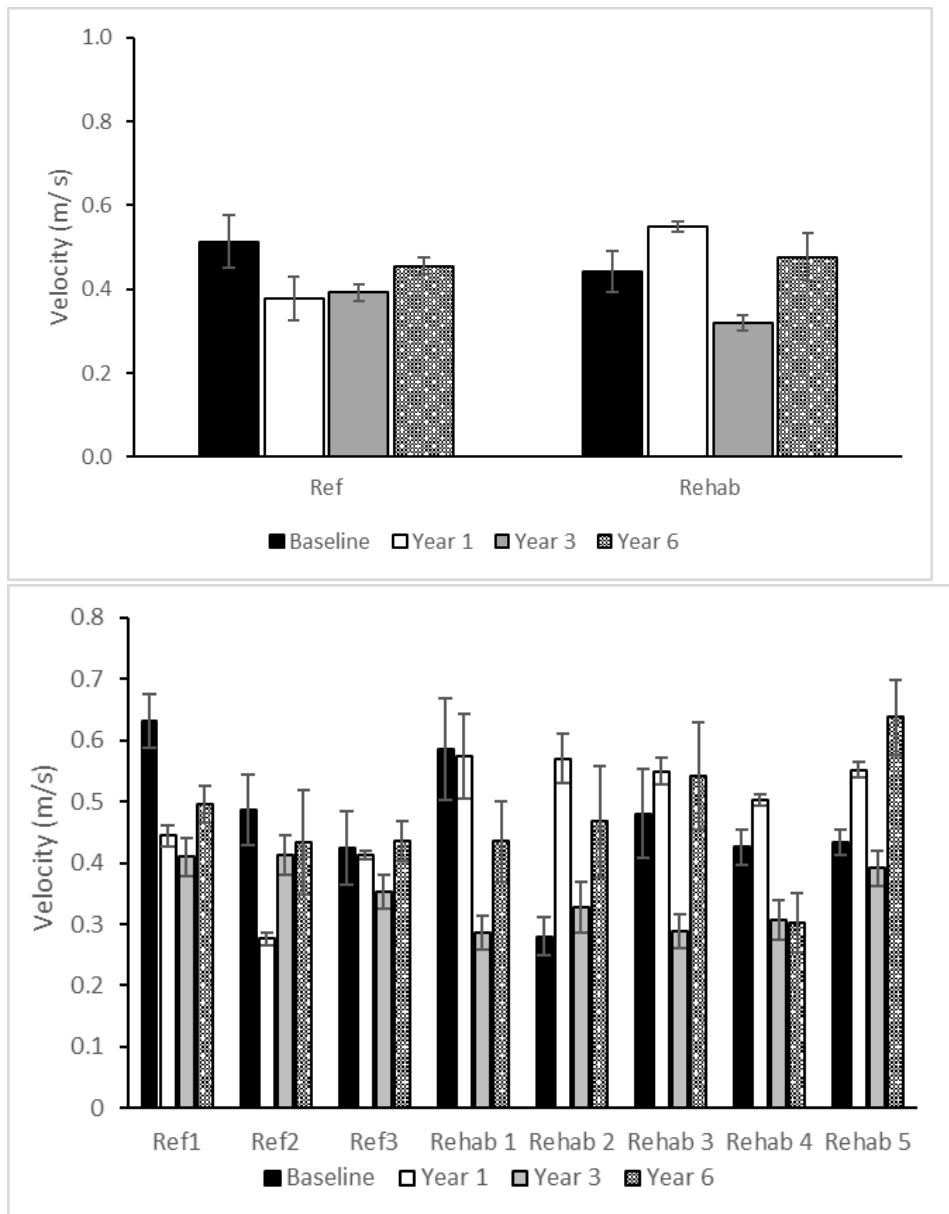 1.0
0.8
0.6
0.4
0.2
0.0
Velocity (m/ s)
Ref Rehab
Baseline Year 1 Year 3 Year 6
0.8
0.7
0.6
0.5
0.4
0.3
0.2
0.1
0
Velocity (m/s)
Ref1 Ref2 Ref3 Rehab 1 Rehab 2 Rehab 3 Rehab 4 Rehab 5
Baseline Year 1 Year 3 Year 6